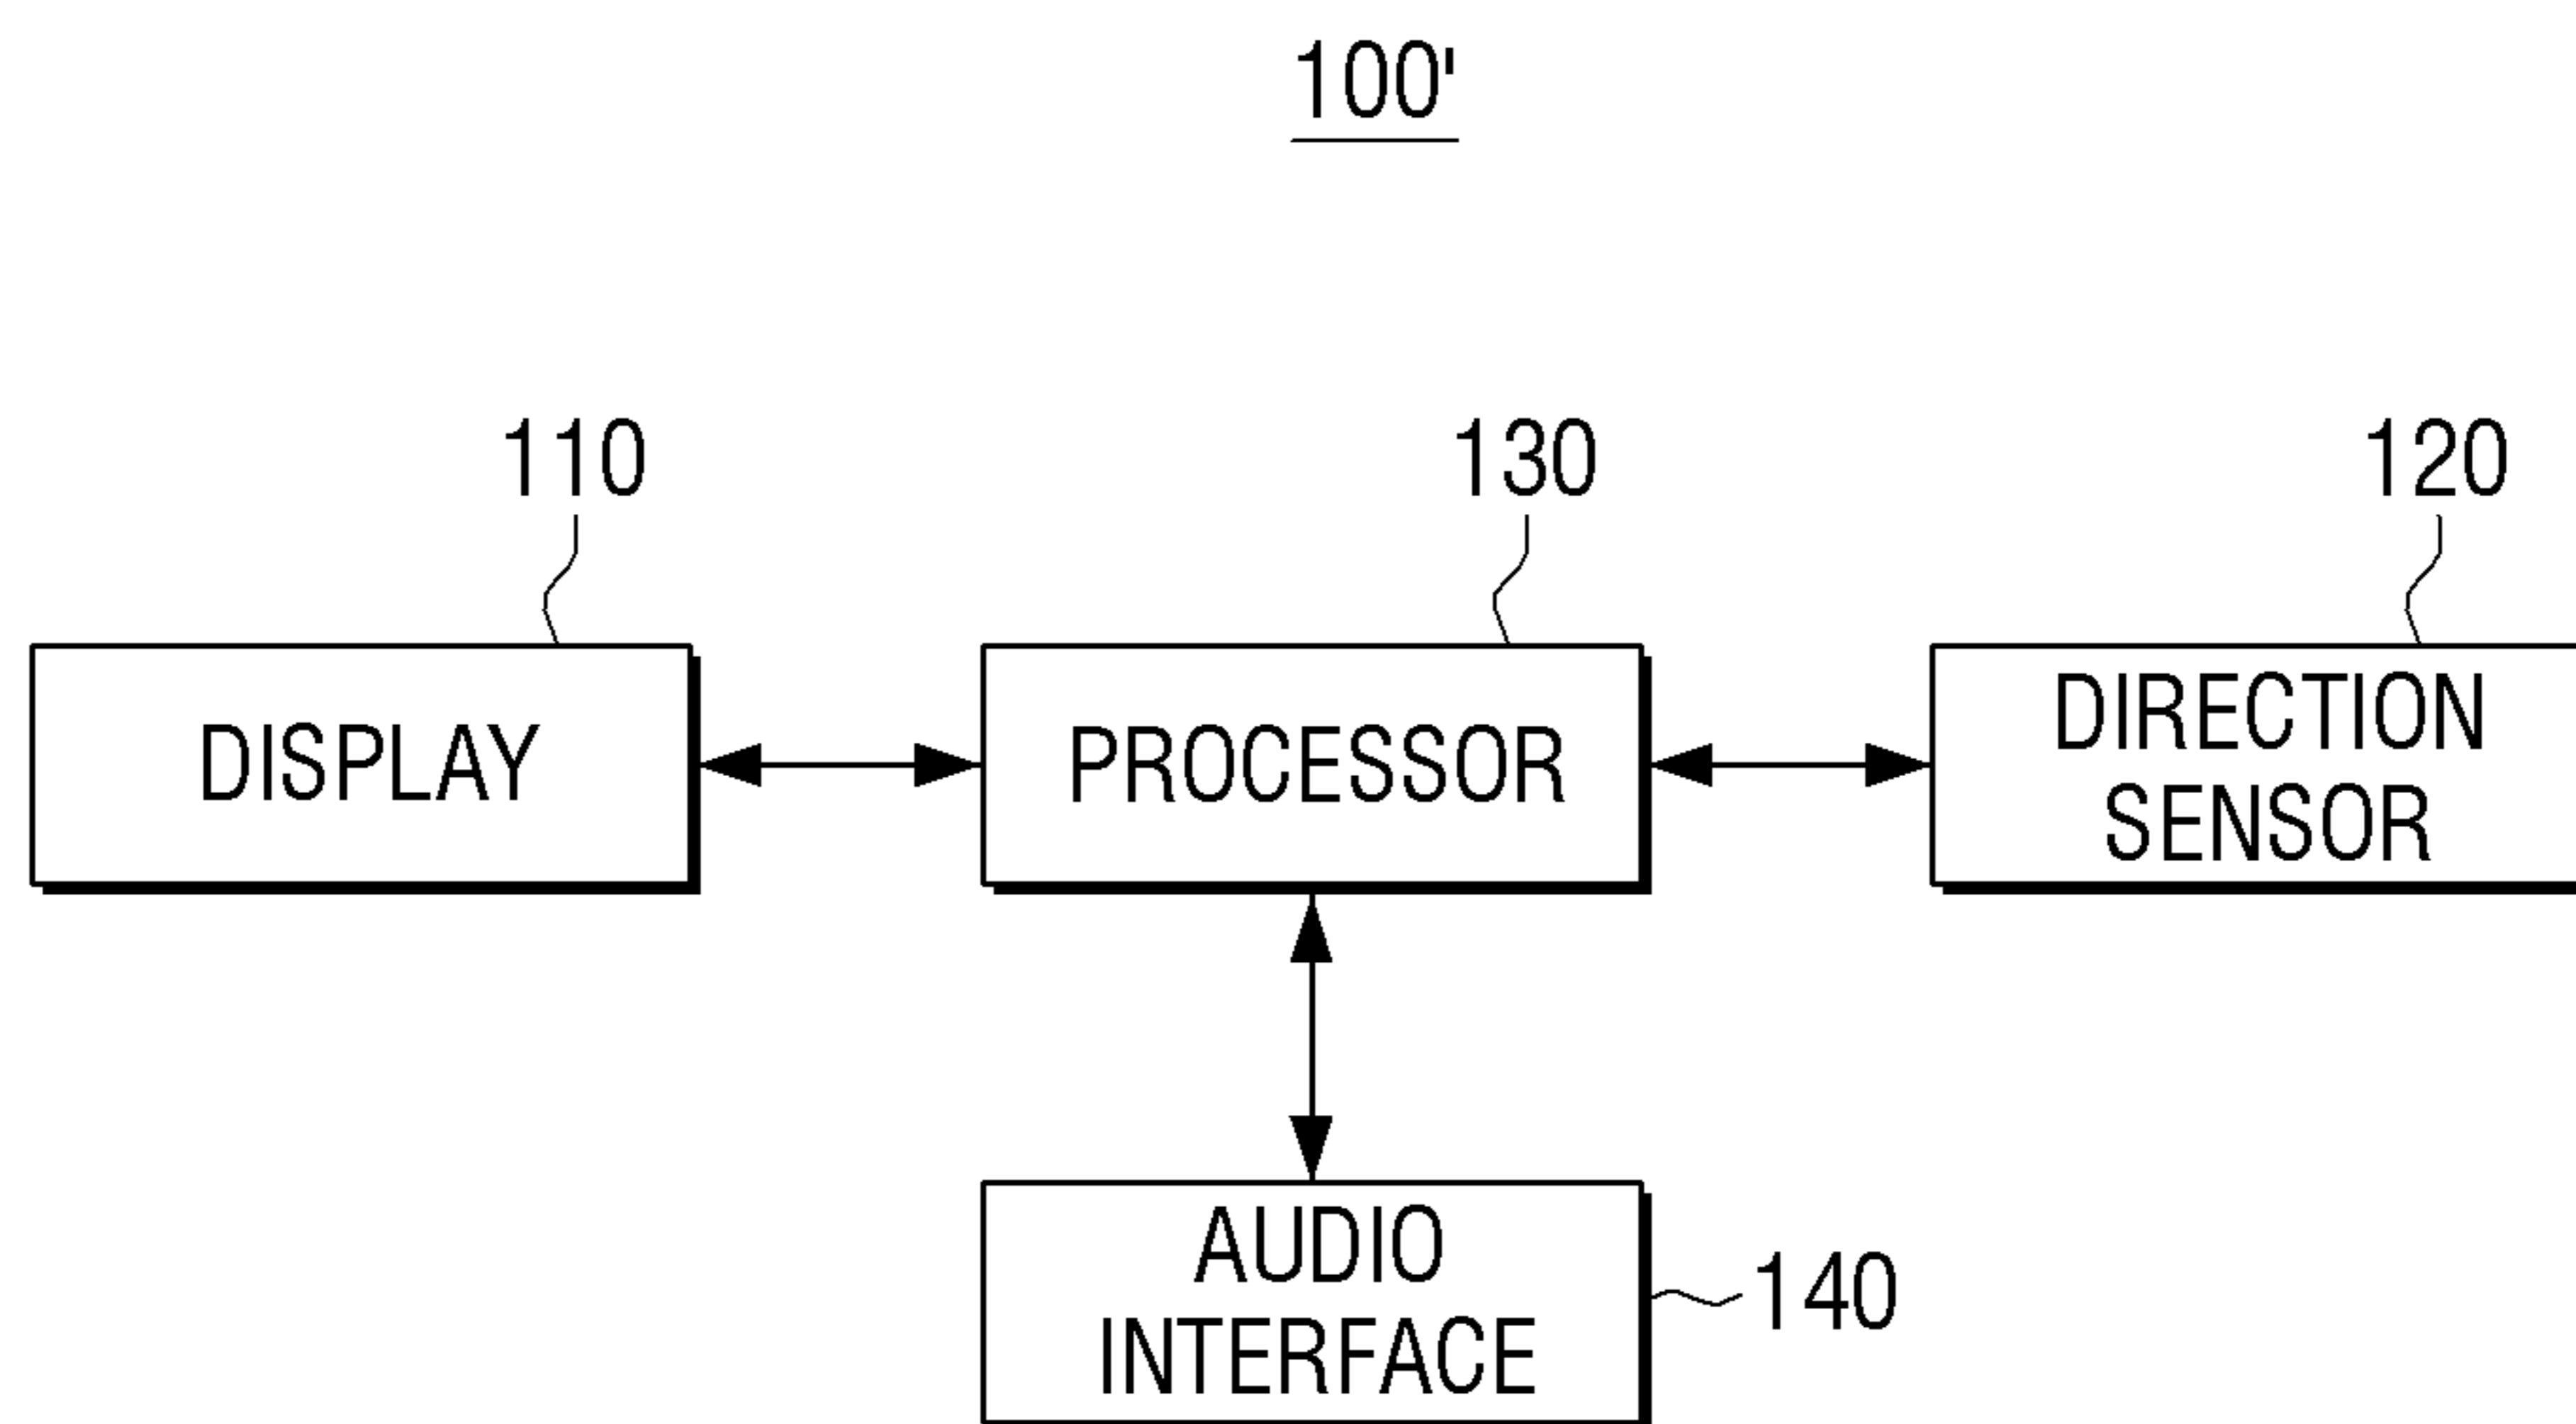 100'
110
130
120
DISPLAY
PROCESSOR
DIRECTION
SENSOR
AUDIO
INTERFACE
140